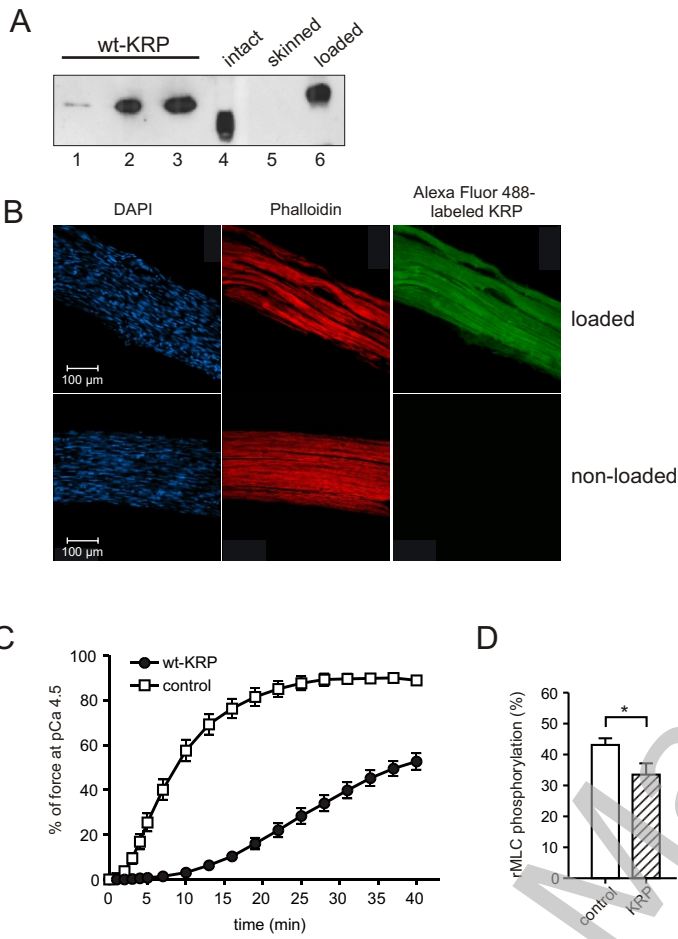 A
wt-KRP
intact
skinned
loaded
1 2 3 4 5 6
B
DAPI
Phalloidin
Alexa Fluor 488-
labeled KRP
100 µm
loaded
100 µm
non-loaded
C
% of force at pCa 4.5
100
80
60
40
20
0
wt-KRP
control
0 5 10 15 20 25 30 35 40
time (min)
D
rMLC phosphorylation (%)
60
50
40
30
20
10
0
*
control
KRP